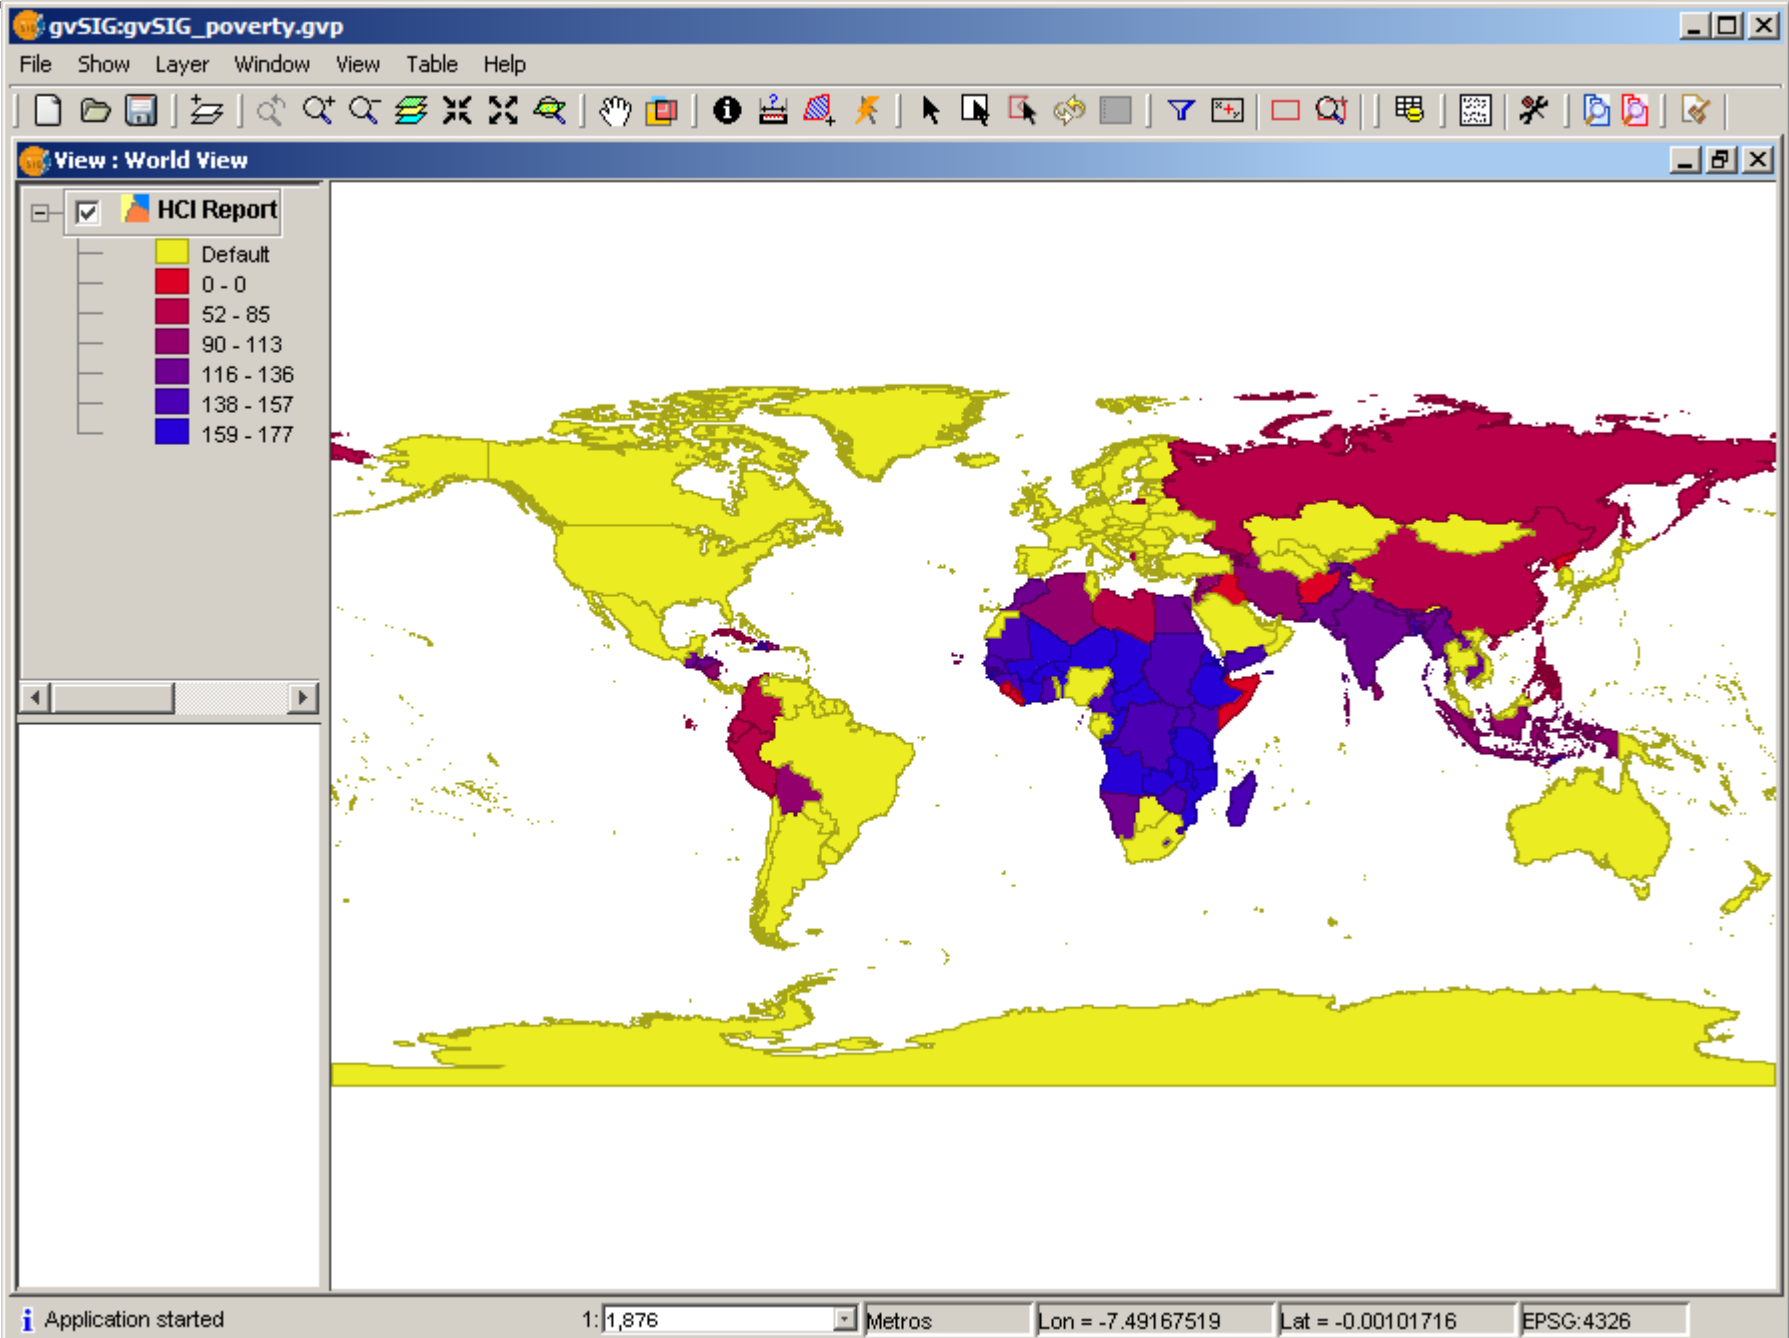 gvSIG:gvSIG_poverty.gvp
File Show Layer Window View Table Help
View : World View
HCI Report
Default
0 - 0
52 - 85
90 - 113
116 - 136
138 - 157
159 - 177
Application started 1: 1,876 Metros Lon = -7.49167519 Lat = -0.00101716 EPSG:4326